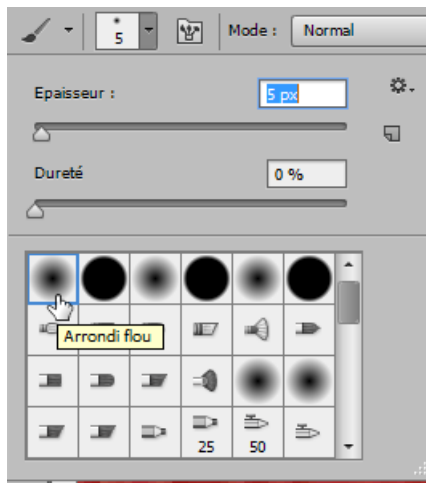 5
Mode : Normal
Epaisseur :
5 px
Dureté
0 %
Arrondi flou
25 50